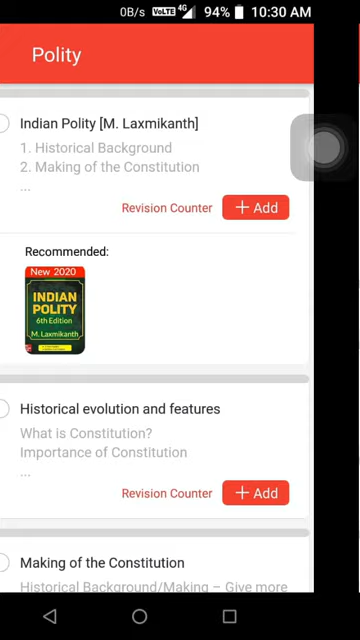 0B/s VoLTE 4G 94% 10:30 AM
Polity
Indian Polity [M. Laxmikanth]
1. Historical Background
2. Making of the Constitution
...
Revision Counter + Add
Recommended:
New 2020
INDIAN
POLITY
6th Edition
M. Laxmikanth
Historical evolution and features
What is Constitution?
Importance of Constitution
...
Revision Counter + Add
Making of the Constitution
Historical Background/Making – Give more